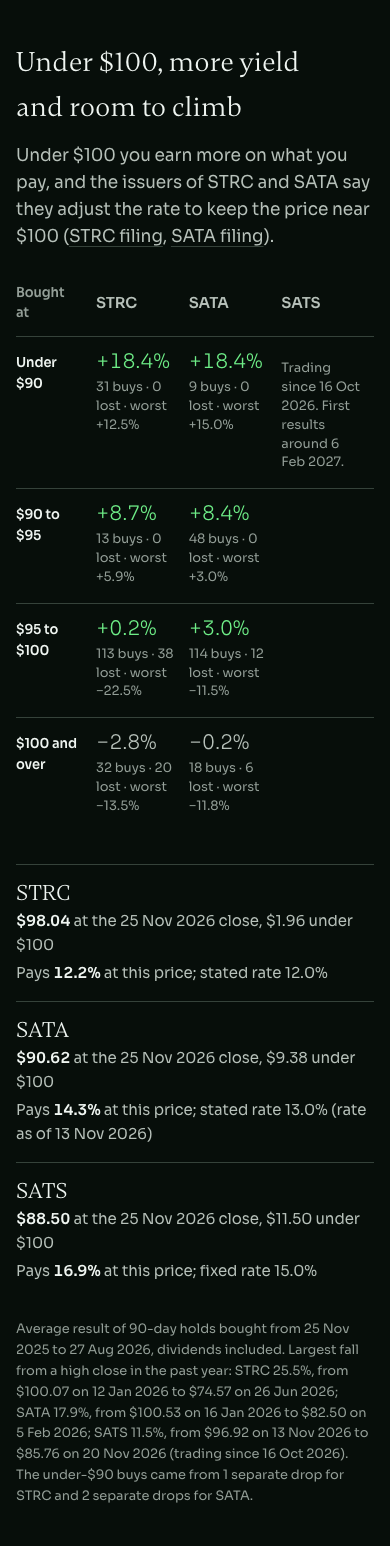 Under $100, more yield
and room to climb
Under $100 you earn more on what you
pay, and the issuers of STRC and SATA say
they adjust the rate to keep the price near
$100 (STRC filing, SATA filing).
Bought at STRC SATA SATS
Under $90
+18.4%
31 buys · 0
lost · worst
+12.5%
+18.4%
9 buys · 0
lost · worst
+15.0%
Trading
since 16 Oct
2026. First
results
around 6
Feb 2027.
$90 to $95
+8.7%
13 buys · 0
lost · worst
+5.9%
+8.4%
48 buys · 0
lost · worst
+3.0%
$95 to $100
+0.2%
113 buys · 38
lost · worst
−22.5%
+3.0%
114 buys · 12
lost · worst
−11.5%
$100 and over
−2.8%
32 buys · 20
lost · worst
−13.5%
−0.2%
18 buys · 6
lost · worst
−11.8%
STRC
$98.04 at the 25 Nov 2026 close, $1.96 under
$100
Pays 12.2% at this price; stated rate 12.0%
SATA
$90.62 at the 25 Nov 2026 close, $9.38 under
$100
Pays 14.3% at this price; stated rate 13.0% (rate
as of 13 Nov 2026)
SATS
$88.50 at the 25 Nov 2026 close, $11.50 under
$100
Pays 16.9% at this price; fixed rate 15.0%
Average result of 90-day holds bought from 25 Nov
2025 to 27 Aug 2026, dividends included. Largest fall
from a high close in the past year: STRC 25.5%, from
$100.07 on 12 Jan 2026 to $74.57 on 26 Jun 2026;
SATA 17.9%, from $100.53 on 16 Jan 2026 to $82.50 on
5 Feb 2026; SATS 11.5%, from $96.92 on 13 Nov 2026 to
$85.76 on 20 Nov 2026 (trading since 16 Oct 2026).
The under-$90 buys came from 1 separate drop for
STRC and 2 separate drops for SATA.